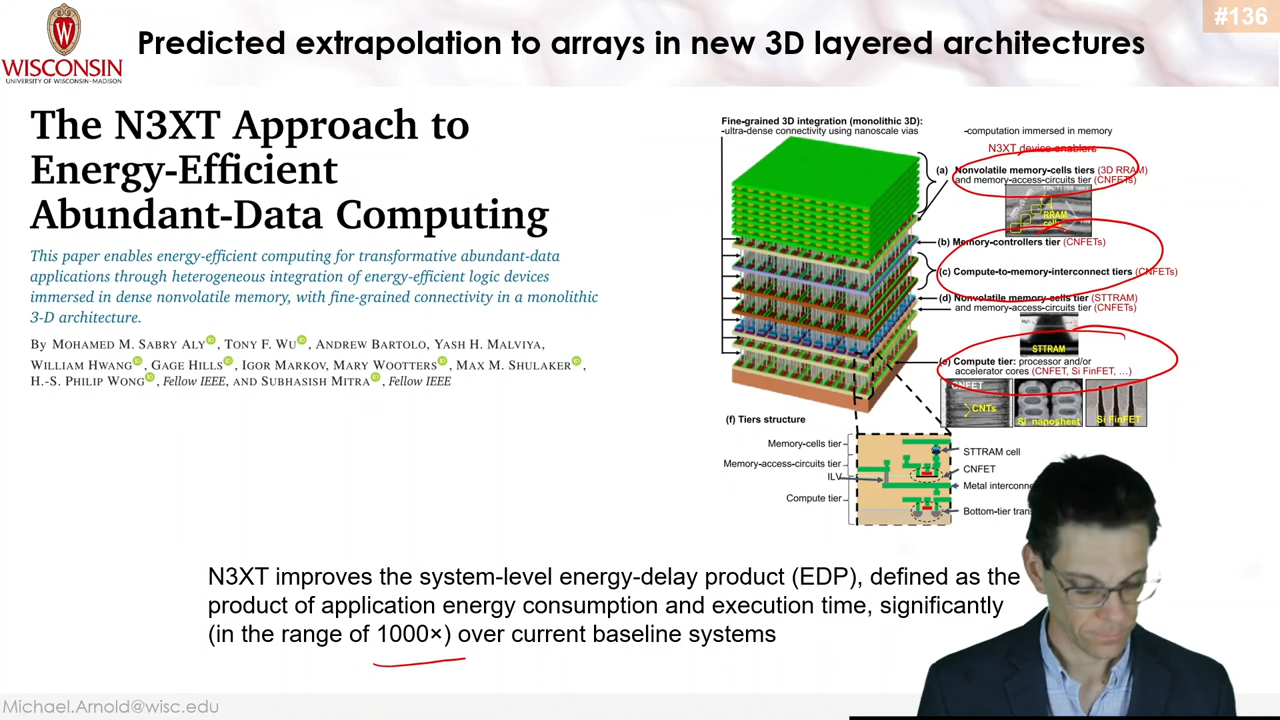 #136
WISCONSIN
UNIVERSITY OF WISCONSIN-MADISON
Predicted extrapolation to arrays in new 3D layered architectures
The N3XT Approach to
Energy-Efficient
Abundant-Data Computing
This paper enables energy-efficient computing for transformative abundant-data
applications through heterogeneous integration of energy-efficient logic devices
immersed in dense nonvolatile memory, with fine-grained connectivity in a monolithic
3-D architecture.
By Mohamed M. Sabry Aly, Tony F. Wu, Andrew Bartolo, Yash H. Malviya,
William Hwang, Gage Hills, Igor Markov, Mary Wootters, Max M. Shulaker,
H.-S. Philip Wong, Fellow IEEE, and Subhasish Mitra, Fellow IEEE
Fine-grained 3D integration (monolithic 3D):
-ultra-dense connectivity using nanoscale vias
-computation immersed in memory
N3XT device enablers
(a) Nonvolatile memory-cells tiers (3D RRAM)
and memory-access-circuits tier (CNFETs)
RRAM
cells
(b) Memory-controllers tier (CNFETs)
(c) Compute-to-memory-interconnect tiers (CNFETs)
(d) Nonvolatile memory-cells tier (STTRAM)
and memory-access-circuits tier (CNFETs)
STTRAM
(e) Compute tier: processor and/or
accelerator cores (CNFET, Si FinFET, ...)
CNFET
CNTs
Si nanosheet
Si FinFET
(f) Tiers structure
Memory-cells tier
Memory-access-circuits tier
ILV
Compute tier
STTRAM cell
CNFET
Metal interconne
Bottom-tier tran
N3XT improves the system-level energy-delay product (EDP), defined as the
product of application energy consumption and execution time, significantly
(in the range of 1000×) over current baseline systems
Michael.Arnold@wisc.edu